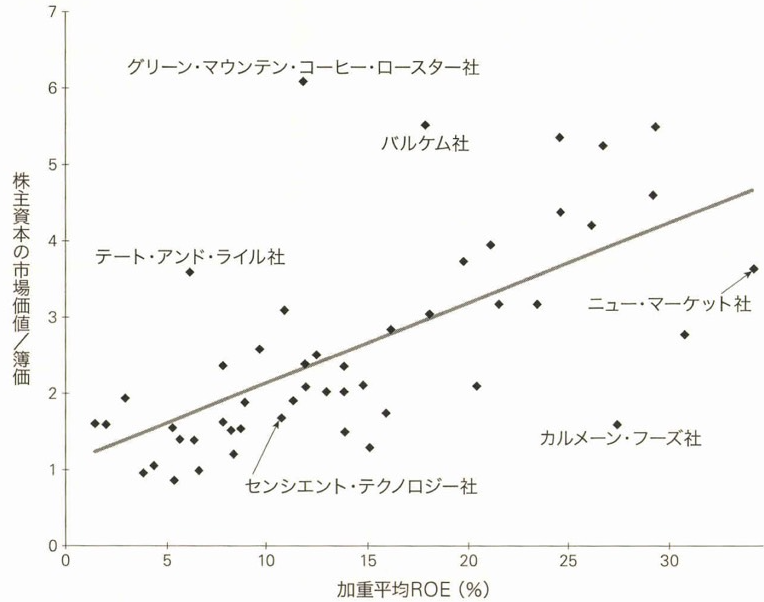 7
グリーン・マウンテン・コーヒー・ロースター社
6
バルケム社
5
株主資本の市場価値／簿価
4
テート・アンド・ライル社
ニュー・マーケット社
3
2
カルメーン・フーズ社
1
センシエント・テクノロジー社
0
0 5 10 15 20 25 30
加重平均ROE（%）